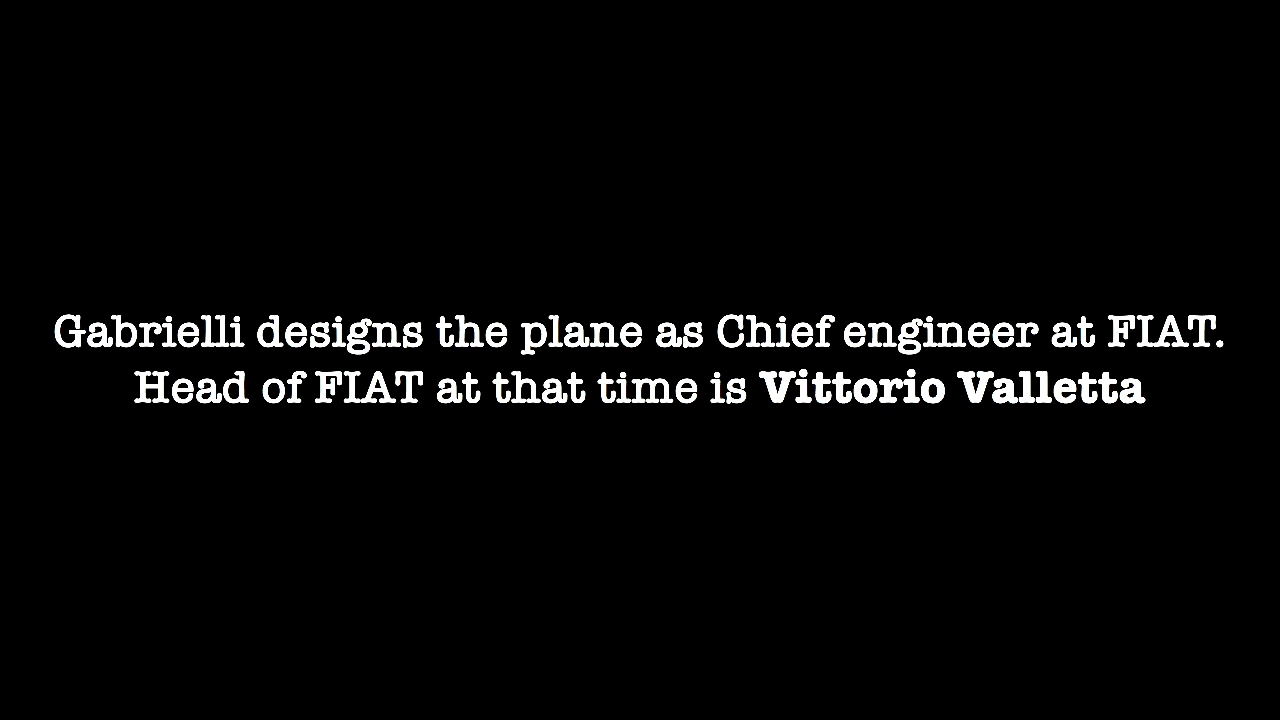 Gabrielli designs the plane as Chief engineer at FIAT.
Head of FIAT at that time is Vittorio Valletta